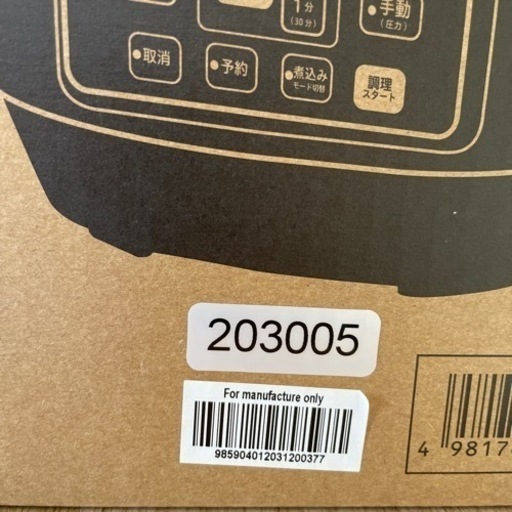 1分
(30分)
手動
(圧力)
取消
予約
煮込み
モード切替
調理
スタート
203005
For manufacture only
985904012031200377
4 9817